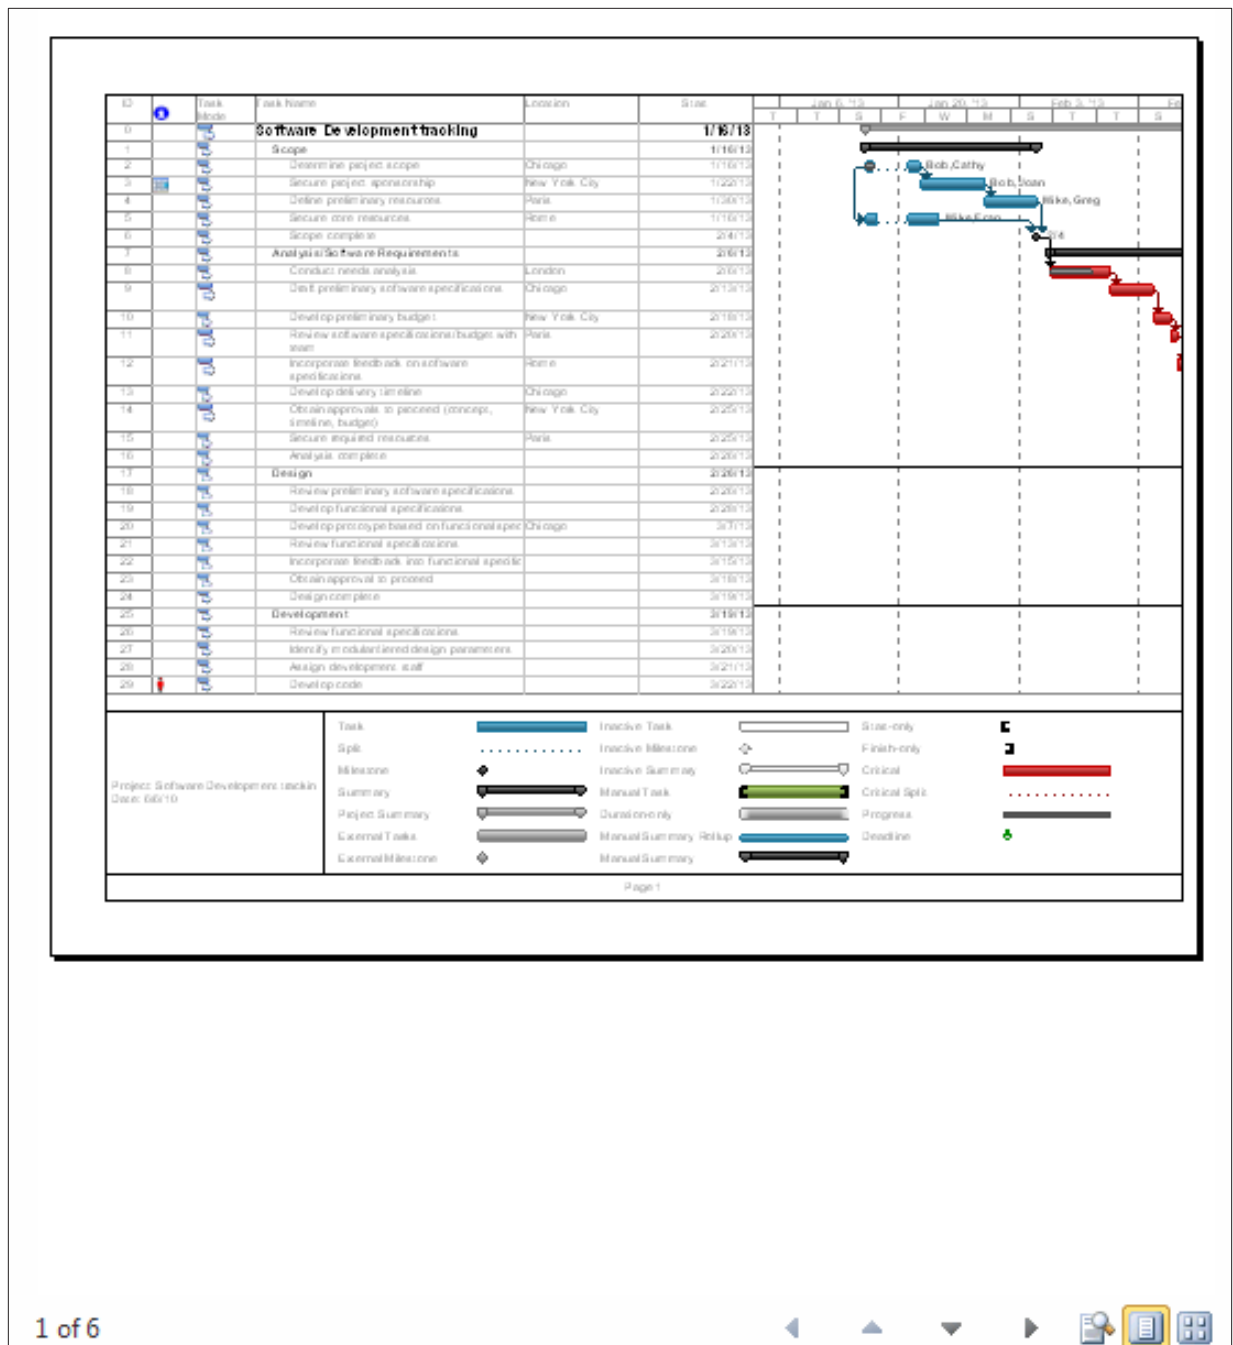 ID Task Mode Task Name Location Start Jan 6, '13 Jan 20, '13 Feb 3, '13 Fe
T T S F W M S T T S
0 Software Development tracking 1/16/13
1 Scope 1/16/13
2 Determine project scope Chicago 1/16/13 Bob,Cathy
3 Secure project sponsorship New York City 1/22/13 Bob,Joan
4 Define preliminary resources Paris 1/30/13 Mike,Greg
5 Secure core resources Rome 1/16/13
6 Scope complete 2/4/13 2/4
7 Analysis/Software Requirements 2/6/13
8 Conduct needs analysis London 2/6/13
9 Draft preliminary software specifications Chicago 2/13/13
10 Develop preliminary budget New York City 2/18/13
11 Review software specifications/budget with Paris 2/20/13
team
12 Incorporate feedback on software Rome 2/21/13
specifications
13 Develop delivery timeline Chicago 2/22/13
14 Obtain approvals to proceed (concept, New York City 2/25/13
timeline, budget)
15 Secure required resources Paris 2/25/13
16 Analysis complete 2/26/13
17 Design 2/26/13
18 Review preliminary software specifications 2/26/13
19 Develop functional specifications 2/28/13
20 Develop prototype based on functional spec Chicago 3/7/13
21 Review functional specifications 3/13/13
22 Incorporate feedback into functional specific 3/15/13
23 Obtain approval to proceed 3/18/13
24 Design complete 3/19/13
25 Development 3/19/13
26 Review functional specifications 3/19/13
27 Identify modular/tiered design parameters 3/20/13
28 Assign development staff 3/21/13
29 Develop code 3/22/13
Task Inactive Task Start-only
Split Inactive Milestone Finish-only
Milestone Inactive Summary Critical
Project: Software Development trackin
Date: 6/6/10
Summary Manual Task Critical Split
Project Summary Duration-only Progress
External Tasks Manual Summary Rollup Deadline
External Milestone Manual Summary
Page 1
1 of 6